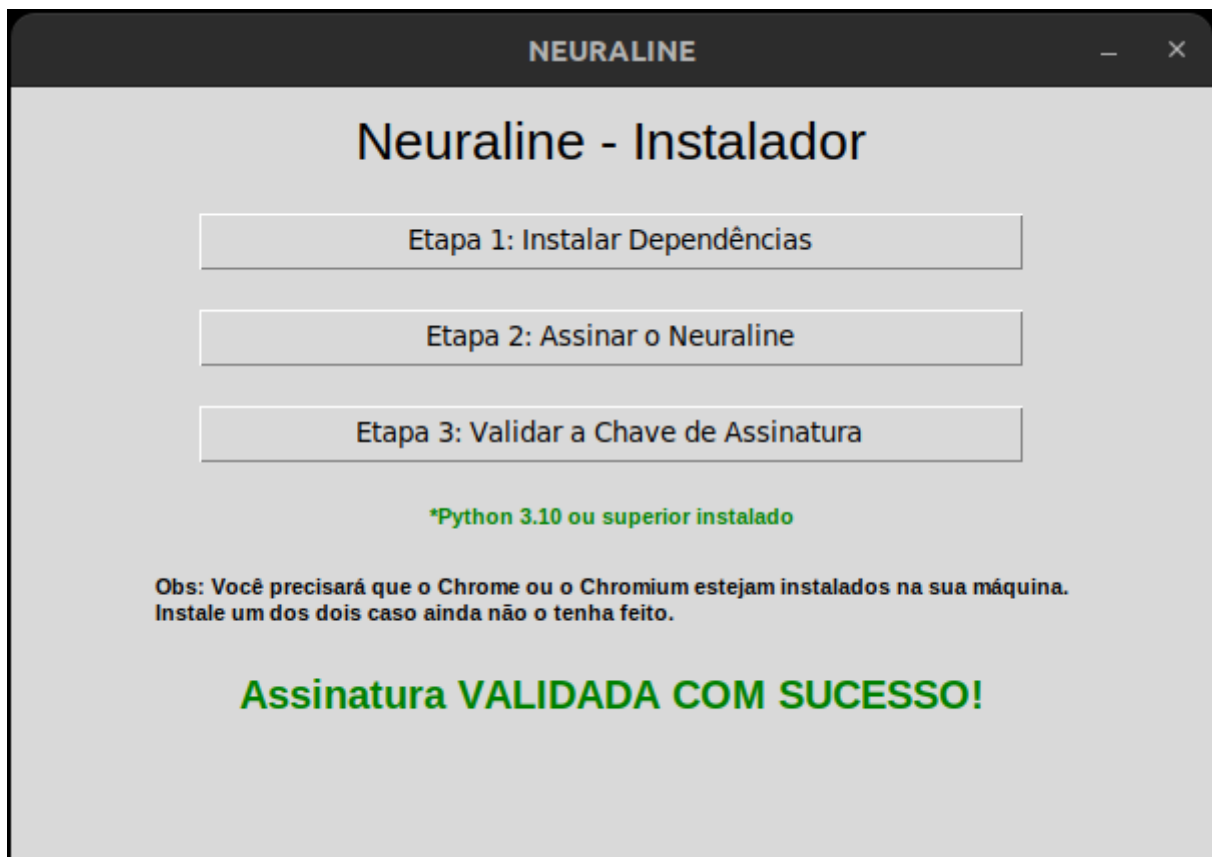 NEURALINE
Neuraline - Instalador
Etapa 1: Instalar Dependências
Etapa 2: Assinar o Neuraline
Etapa 3: Validar a Chave de Assinatura
*Python 3.10 ou superior instalado
Obs: Você precisará que o Chrome ou o Chromium estejam instalados na sua máquina.
Instale um dos dois caso ainda não o tenha feito.
Assinatura VALIDADA COM SUCESSO!